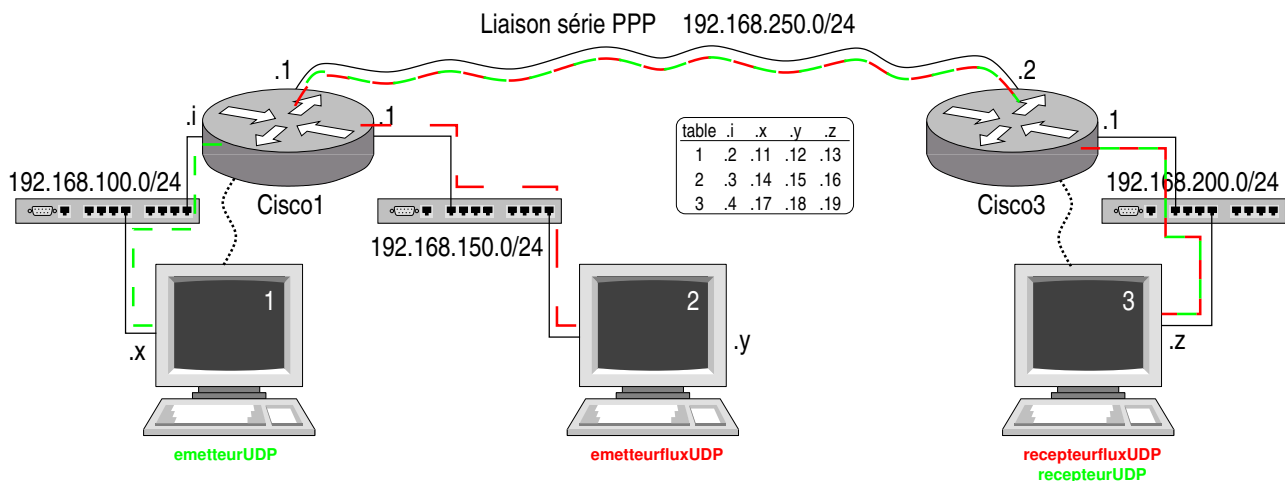 Liaison série PPP 192.168.250.0/24
.1
.2
.i
.1
.1
table .i .x .y .z
1 .2 .11 .12 .13
2 .3 .14 .15 .16
3 .4 .17 .18 .19
192.168.100.0/24
Cisco1
Cisco3
192.168.200.0/24
192.168.150.0/24
1
2
3
.x
.y
.z
emetteurUDP
emetteurfluxUDP
recepteurfluxUDP
recepteurUDP